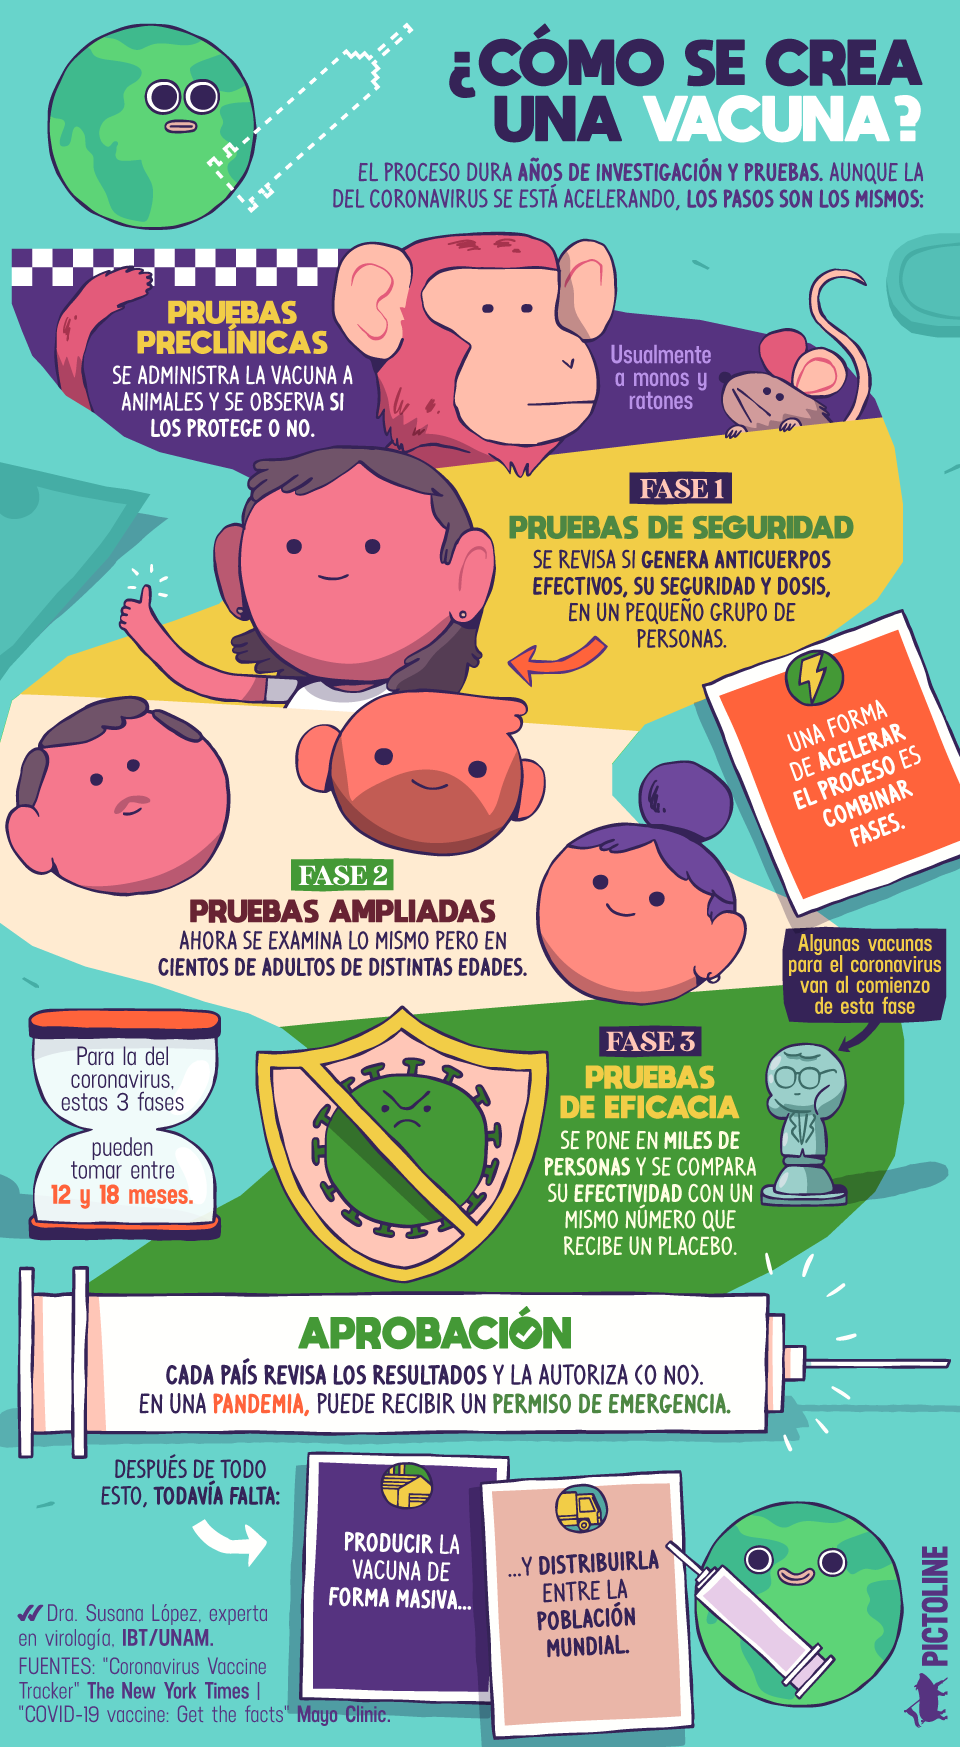 ¿CÓMO SE CREA
UNA VACUNA?
EL PROCESO DURA AÑOS DE INVESTIGACIÓN Y PRUEBAS. AUNQUE LA
DEL CORONAVIRUS SE ESTÁ ACELERANDO, LOS PASOS SON LOS MISMOS:
PRUEBAS
PRECLÍNICAS
SE ADMINISTRA LA VACUNA A
ANIMALES Y SE OBSERVA SI
LOS PROTEGE O NO.
Usualmente
a monos y
ratones
FASE 1
PRUEBAS DE SEGURIDAD
SE REVISA SI GENERA ANTICUERPOS
EFECTIVOS, SU SEGURIDAD Y DOSIS,
EN UN PEQUEÑO GRUPO DE
PERSONAS.
UNA FORMA
DE ACELERAR
EL PROCESO ES
COMBINAR
FASES.
FASE 2
PRUEBAS AMPLIADAS
AHORA SE EXAMINA LO MISMO PERO EN
CIENTOS DE ADULTOS DE DISTINTAS EDADES.
Algunas vacunas
para el coronavirus
van al comienzo
de esta fase
Para la del
coronavirus,
estas 3 fases
pueden
tomar entre
12 y 18 meses.
FASE 3
PRUEBAS
DE EFICACIA
SE PONE EN MILES DE
PERSONAS Y SE COMPARA
SU EFECTIVIDAD CON UN
MISMO NÚMERO QUE
RECIBE UN PLACEBO.
APROBACIÓN
CADA PAÍS REVISA LOS RESULTADOS Y LA AUTORIZA (O NO).
EN UNA PANDEMIA, PUEDE RECIBIR UN PERMISO DE EMERGENCIA.
DESPUÉS DE TODO
ESTO, TODAVÍA FALTA:
PRODUCIR LA
VACUNA DE
FORMA MASIVA...
...Y DISTRIBUIRLA
ENTRE LA
POBLACIÓN
MUNDIAL.
Dra. Susana López, experta
en virología, IBT/UNAM.
FUENTES: "Coronavirus Vaccine
Tracker" The New York Times |
"COVID-19 vaccine: Get the facts" Mayo Clinic.
PICTOLINE